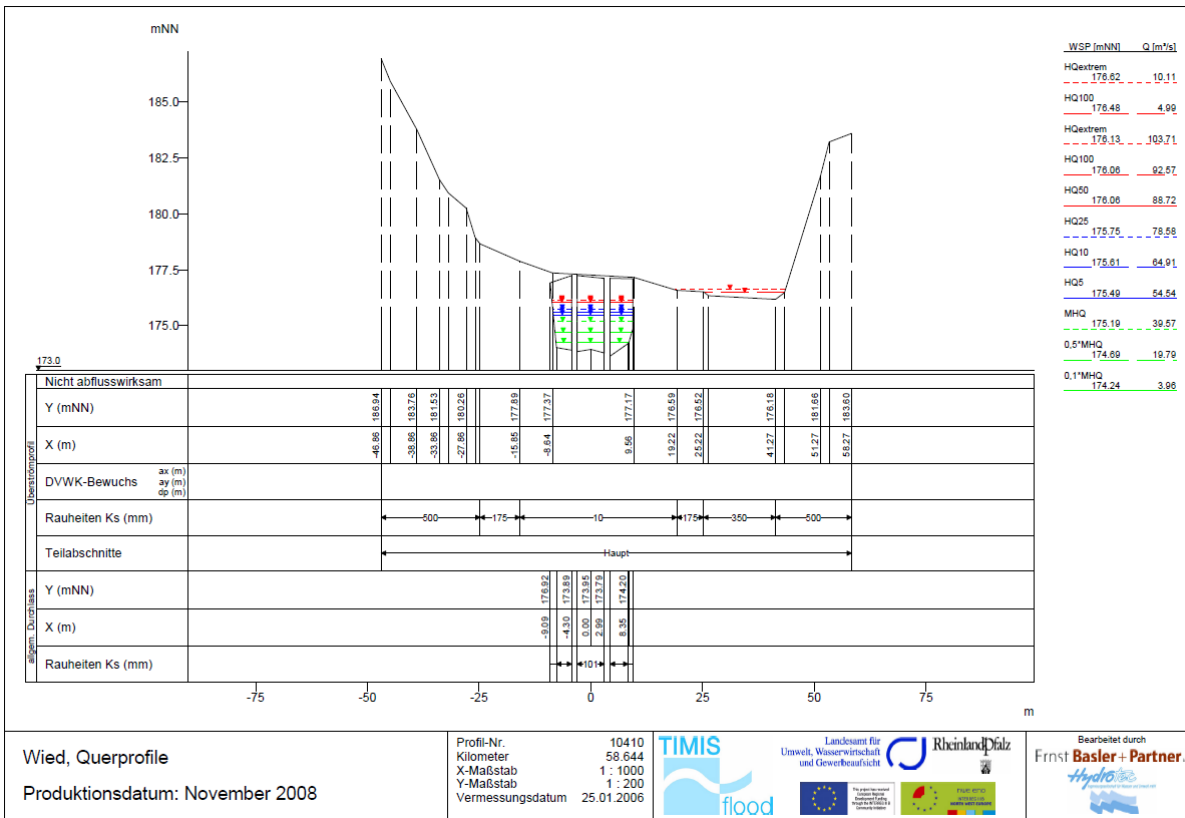 mNN
185.0
182.5
180.0
177.5
175.0
173.0
WSP [mNN] Q [m³/s]
HQextrem
176.62 10.11
HQ100
176.48 4.99
HQextrem
176.13 103.71
HQ100
176.06 92.57
HQ50
176.06 88.72
HQ25
175.75 78.58
HQ10
175.61 64.91
HQ5
175.49 54.54
MHQ
175.19 39.57
0,5*MHQ
174.69 19.79
0,1*MHQ
174.24 3.96
Überströmprofil
Nicht abflusswirksam
Y (mNN) 186.94 183.76 181.53 180.26 177.89 177.37 177.17 176.59 176.52 176.18 181.66 183.60
X (m) -46.86 -38.86 -33.86 -27.86 -15.85 -8.64 9.56 19.22 25.22 41.27 51.27 58.27
DVWK-Bewuchs ax (m)
ay (m)
dp (m)
Rauheiten Ks (mm) 500 175 10 175 350 500
Teilabschnitte Haupt
allgem. Durchlass
Y (mNN) 176.92 173.89 173.95 173.79 174.20
X (m) -9.09 -4.30 0.00 2.99 8.35
Rauheiten Ks (mm) 101
-75 -50 -25 0 25 50 75
m
Wied, Querprofile
Produktionsdatum: November 2008
Profil-Nr. 10410
Kilometer 58.644
X-Maßstab 1 : 1000
Y-Maßstab 1 : 200
Vermessungsdatum 25.01.2006
TIMIS
flood
Landesamt für
Umwelt, Wasserwirtschaft
und Gewerbeaufsicht
RheinlandPfalz
Bearbeitet durch
Ernst Basler + Partner
Hydrotec